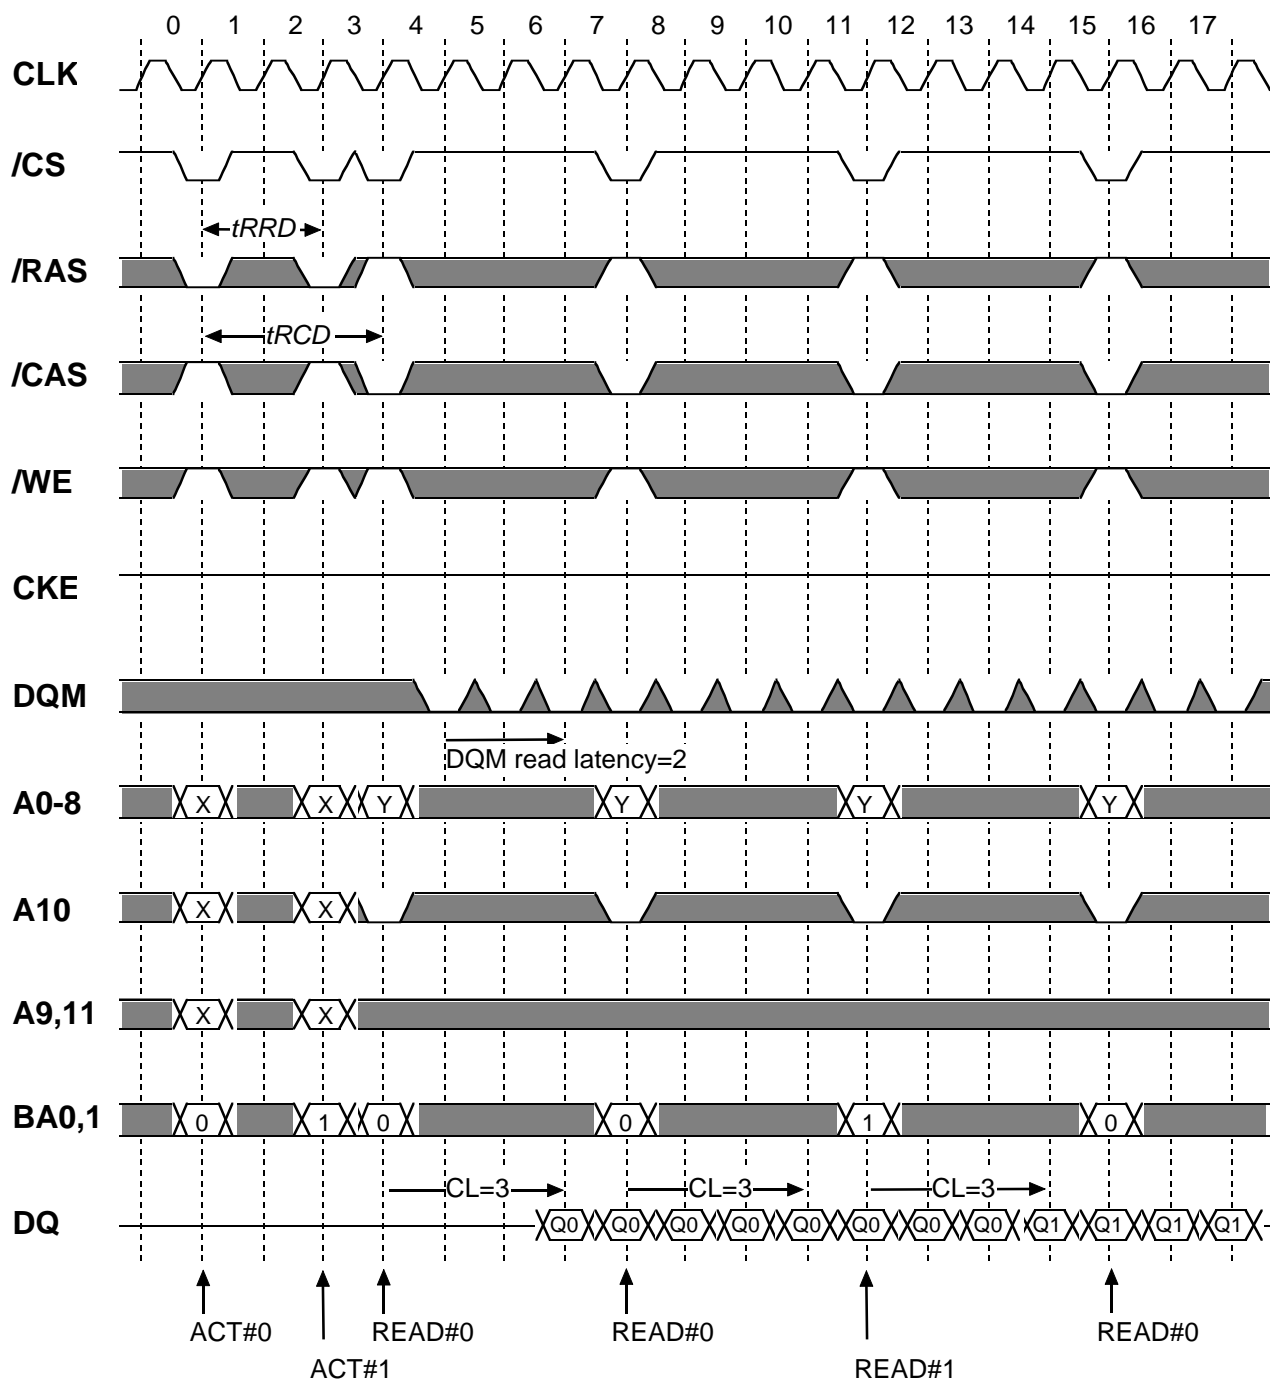 0 1 2 3 4 5 6 7 8 9 10 11 12 13 14 15 16 17
CLK
/CS
tRRD
/RAS
tRCD
/CAS
/WE
CKE
DQM
DQM read latency=2
A0-8 X X Y Y Y Y
A10 X X
A9,11 X X
BA0,1 0 1 0 0 1 0
CL=3 CL=3 CL=3
DQ Q0 Q0 Q0 Q0 Q0 Q0 Q0 Q0 Q1 Q1 Q1 Q1
ACT#0 READ#0 READ#0 READ#0
ACT#1 READ#1